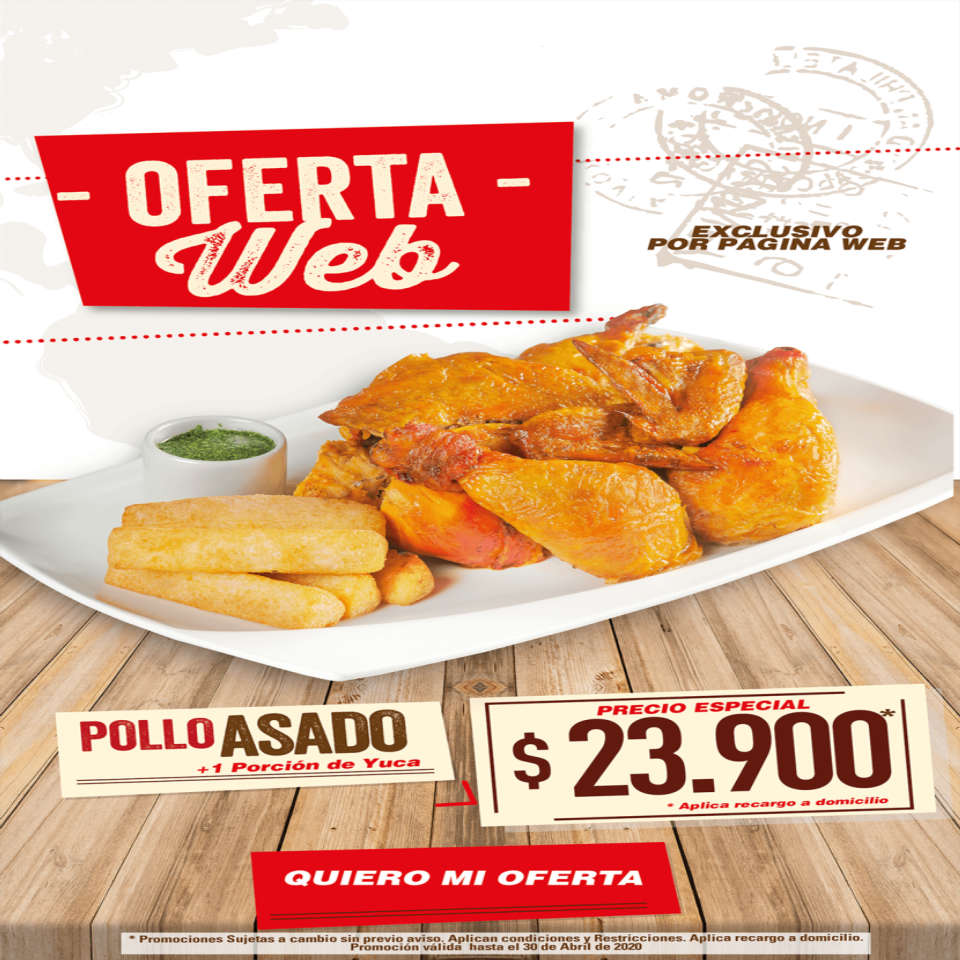 - OFERTA -
Web
EXCLUSIVO
POR PAGINA WEB
POLLO ASADO
+1 Porción de Yuca
PRECIO ESPECIAL
$ 23.900*
* Aplica recargo a domicilio
QUIERO MI OFERTA
* Promociones Sujetas a cambio sin previo aviso. Aplican condiciones y Restricciones. Aplica recargo a domicilio.
Promoción válida hasta el 30 de Abril de 2020